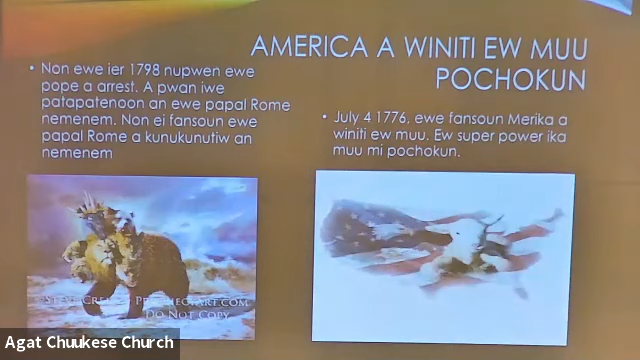 AMERICA A WINITI EW MUU
POCHOKUN
• Non ewe ier 1798 nupwen ewe
pope a arrest. A pwan iwe
patapatenoon an ewe papal Rome
nemenem. Non ei fansoun ewe
papal Rome a kunukunutiw an
nemenem
• July 4 1776, ewe fansoun Merika a
winiti ew muu. Ew super power ika
muu mi pochokun.
DO NOT COPY
Agat Chuukese Church